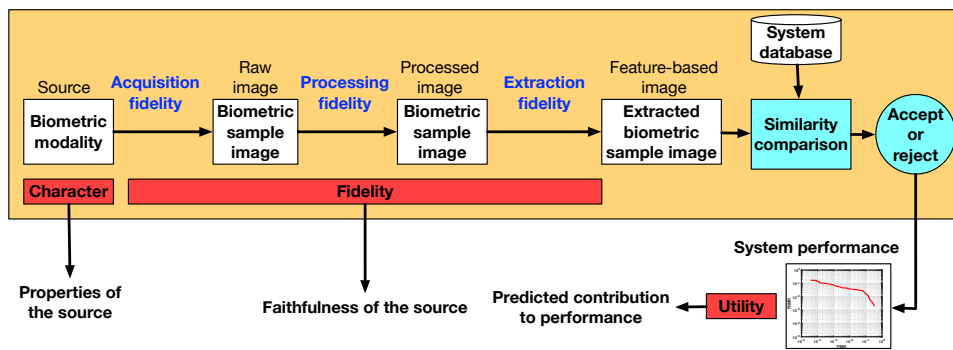 System
database
Source
Acquisition
fidelity
Raw
image
Processing
fidelity
Processed
image
Extraction
fidelity
Feature-based image
Biometric
modality
Biometric
sample
image
Biometric
sample
image
Extracted
biometric
sample image
Similarity
comparison
Accept
or
reject
Character
Fidelity
Properties of
the source
Faithfulness of the source
Predicted contribution
to performance
Utility
System performance